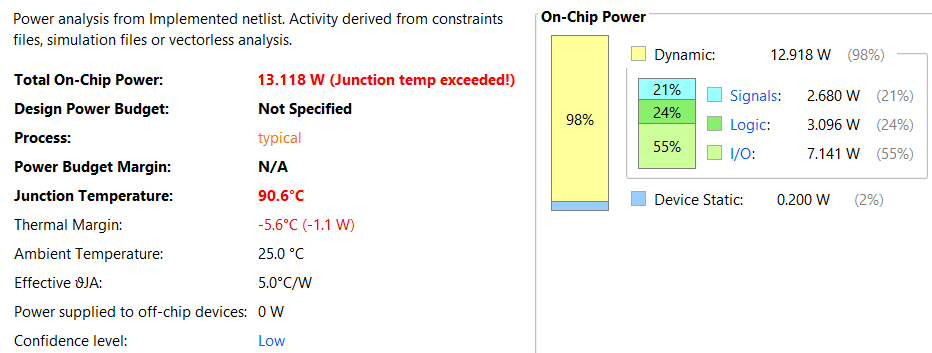 Power analysis from Implemented netlist. Activity derived from constraints
files, simulation files or vectorless analysis.
Total On-Chip Power: 13.118 W (Junction temp exceeded!)
Design Power Budget: Not Specified
Process: typical
Power Budget Margin: N/A
Junction Temperature: 90.6°C
Thermal Margin: -5.6°C (-1.1 W)
Ambient Temperature: 25.0 °C
Effective ϑJA: 5.0°C/W
Power supplied to off-chip devices: 0 W
Confidence level: Low
On-Chip Power
98%
Dynamic: 12.918 W (98%)
21%
24%
55%
Signals: 2.680 W (21%)
Logic: 3.096 W (24%)
I/O: 7.141 W (55%)
Device Static: 0.200 W (2%)